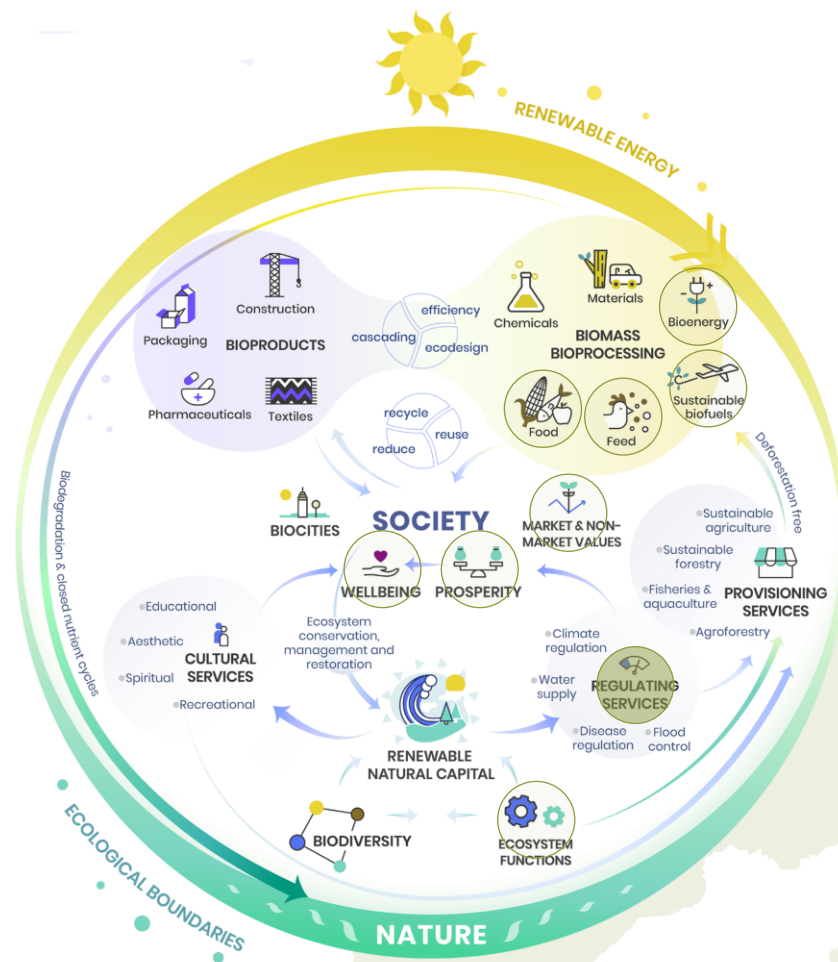 RENEWABLE ENERGY
Construction
Packaging
BIOPRODUCTS
Pharmaceuticals
Textiles
efficiency
cascading
ecodesign
Chemicals
Materials
Bioenergy
BIOMASS
BIOPROCESSING
Food
Feed
Sustainable
biofuels
recycle
reuse
reduce
Deforestation free
Biodegradation & closed nutrient cycles
BIOCITIES
SOCIETY
MARKET & NON-
MARKET VALUES
WELLBEING
PROSPERITY
Sustainable
agriculture
Sustainable
forestry
Fisheries &
aquaculture
Agroforestry
PROVISIONING
SERVICES
Educational
Aesthetic
Spiritual
Recreational
CULTURAL
SERVICES
Ecosystem
conservation,
management and
restoration
Climate
regulation
Water
supply
Disease
regulation
Flood
control
REGULATING
SERVICES
RENEWABLE
NATURAL CAPITAL
BIODIVERSITY
ECOSYSTEM
FUNCTIONS
ECOLOGICAL BOUNDARIES
NATURE